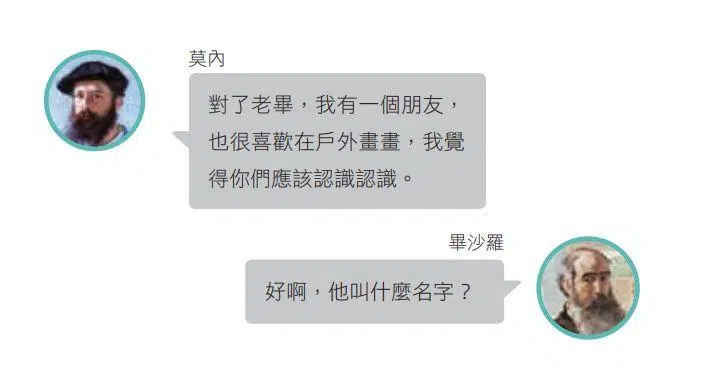 莫內
對了老畢，我有一個朋友，
也很喜歡在戶外畫畫，我覺
得你們應該認識認識。
畢沙羅
好啊，他叫什麼名字？